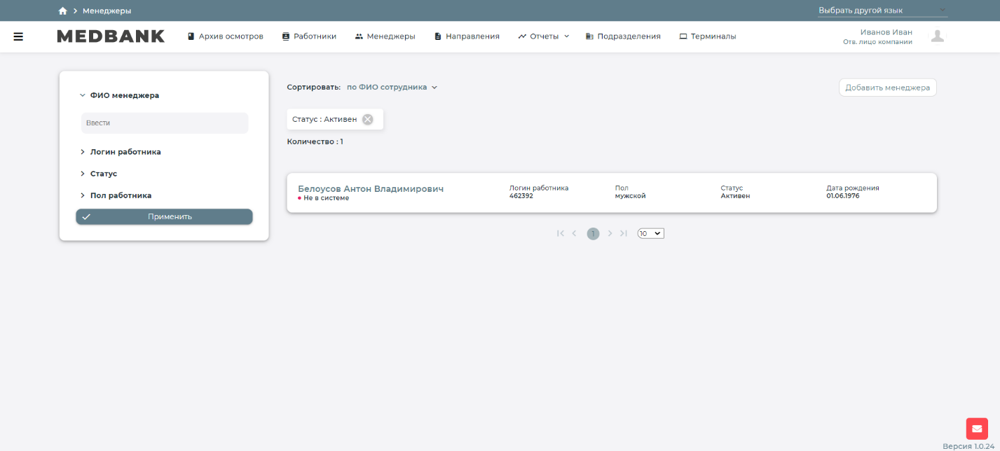 Менеджеры
Выбрать другой язык
MEDBANK
Архив осмотров
Работники
Менеджеры
Направления
Отчеты
Подразделения
Терминалы
Иванов Иван
Отв. лицо компании
ФИО менеджера
Ввести
Логин работника
Статус
Пол работника
Применить
Сортировать: по ФИО сотрудника
Добавить менеджера
Статус : Активен
Количество : 1
Белоусов Антон Владимирович
Не в системе
Логин работника
462392
Пол
мужской
Статус
Активен
Дата рождения
01.06.1976
1
10
Версия 1.0.24